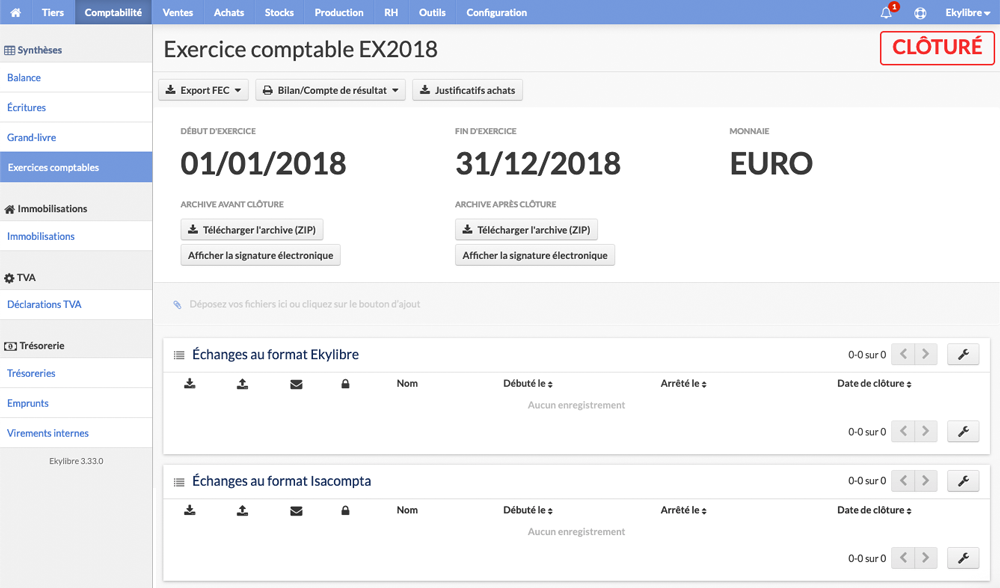 Tiers Comptabilité Ventes Achats Stocks Production RH Outils Configuration 1 Ekylibre
Synthèses
Balance
Écritures
Grand-livre
Exercices comptables
Immobilisations
Immobilisations
TVA
Déclarations TVA
Trésorerie
Trésoreries
Emprunts
Virements internes
Ekylibre 3.33.0
Exercice comptable EX2018
CLÔTURÉ
Export FEC Bilan/Compte de résultat Justificatifs achats
DÉBUT D'EXERCICE FIN D'EXERCICE MONNAIE
01/01/2018 31/12/2018 EURO
ARCHIVE AVANT CLÔTURE ARCHIVE APRÈS CLÔTURE
Télécharger l'archive (ZIP) Télécharger l'archive (ZIP)
Afficher la signature électronique Afficher la signature électronique
Déposez vos fichiers ici ou cliquez sur le bouton d'ajout
Échanges au format Ekylibre 0-0 sur 0
Nom Débuté le Arrêté le Date de clôture
Aucun enregistrement
0-0 sur 0
Échanges au format Isacompta 0-0 sur 0
Nom Débuté le Arrêté le Date de clôture
Aucun enregistrement
0-0 sur 0